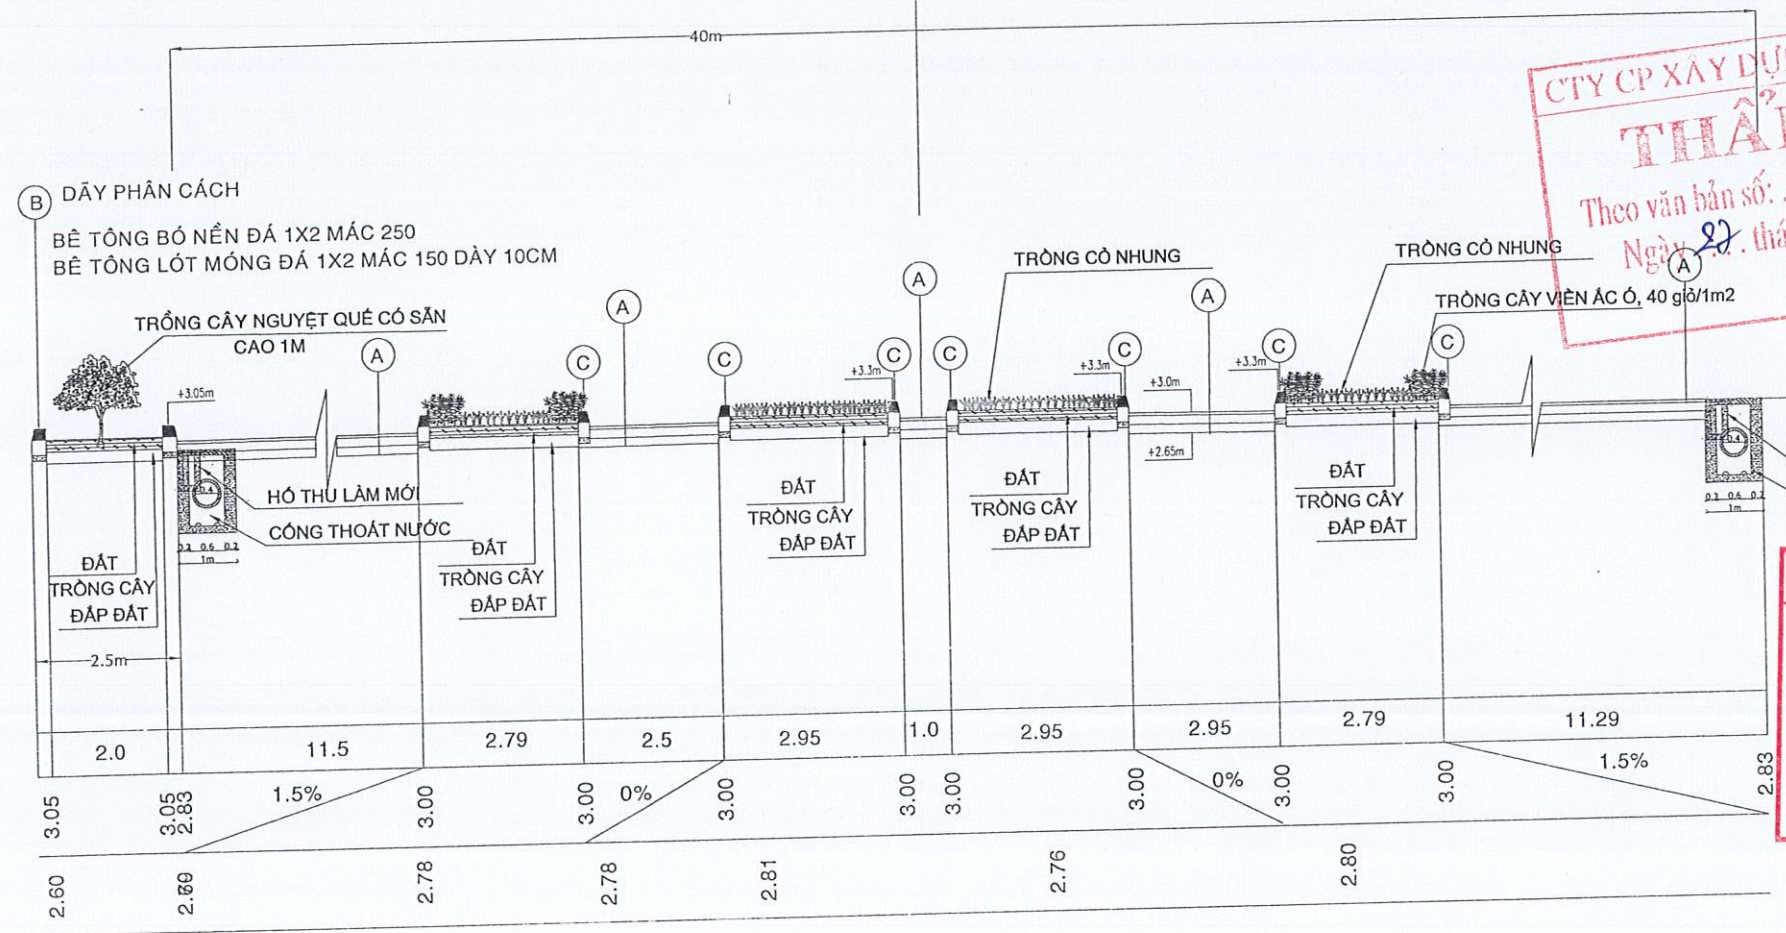 40m
CTY CP XÂY DỰ
THẨ
Theo văn bản số:
Ngày 27 thá
B DÃY PHÂN CÁCH
BÊ TÔNG BÓ NỀN ĐÁ 1X2 MÁC 250
BÊ TÔNG LÓT MÓNG ĐÁ 1X2 MÁC 150 DÀY 10CM
TRỒNG CỎ NHUNG
TRỒNG CỎ NHUNG
TRỒNG CÂY VIỀN ẮC Ó, 40 giỏ/1m2
TRỒNG CÂY NGUYỆT QUẾ CÓ SẴN
CAO 1M
A A A A A
C C C C C C C
+3.05m
+3.3m
+3.3m
+3.0m
+3.3m
+2.65m
0.4
0.4
HỐ THU LÀM MỚI
CỐNG THOÁT NƯỚC
0.2 0.6 0.2
1m
0.2 0.6 0.2
1m
ĐẤT
TRỒNG CÂY
ĐẮP ĐẤT
ĐẤT
TRỒNG CÂY
ĐẮP ĐẤT
ĐẤT
TRỒNG CÂY
ĐẮP ĐẤT
ĐẤT
TRỒNG CÂY
ĐẮP ĐẤT
ĐẤT
TRỒNG CÂY
ĐẮP ĐẤT
2.5m
2.0 11.5 2.79 2.5 2.95 1.0 2.95 2.95 2.79 11.29
1.5% 0% 0% 1.5%
3.05 3.05 2.83 3.00 3.00 3.00 3.00 3.00 3.00 3.00 3.00 2.83
2.60 2.78 2.78 2.81 2.76 2.80